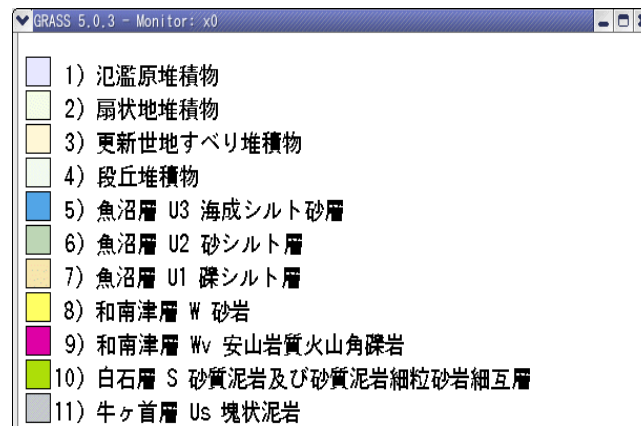 GRASS 5.0.3 - Monitor: x0
1) 氾濫原堆積物
2) 扇状地堆積物
3) 更新世地すべり堆積物
4) 段丘堆積物
5) 魚沼層 U3 海成シルト砂層
6) 魚沼層 U2 砂シルト層
7) 魚沼層 U1 礫シルト層
8) 和南津層 W 砂岩
9) 和南津層 Wv 安山岩質火山角礫岩
10) 白石層 S 砂質泥岩及び砂質泥岩細粒砂岩細互層
11) 牛ヶ首層 Us 塊状泥岩